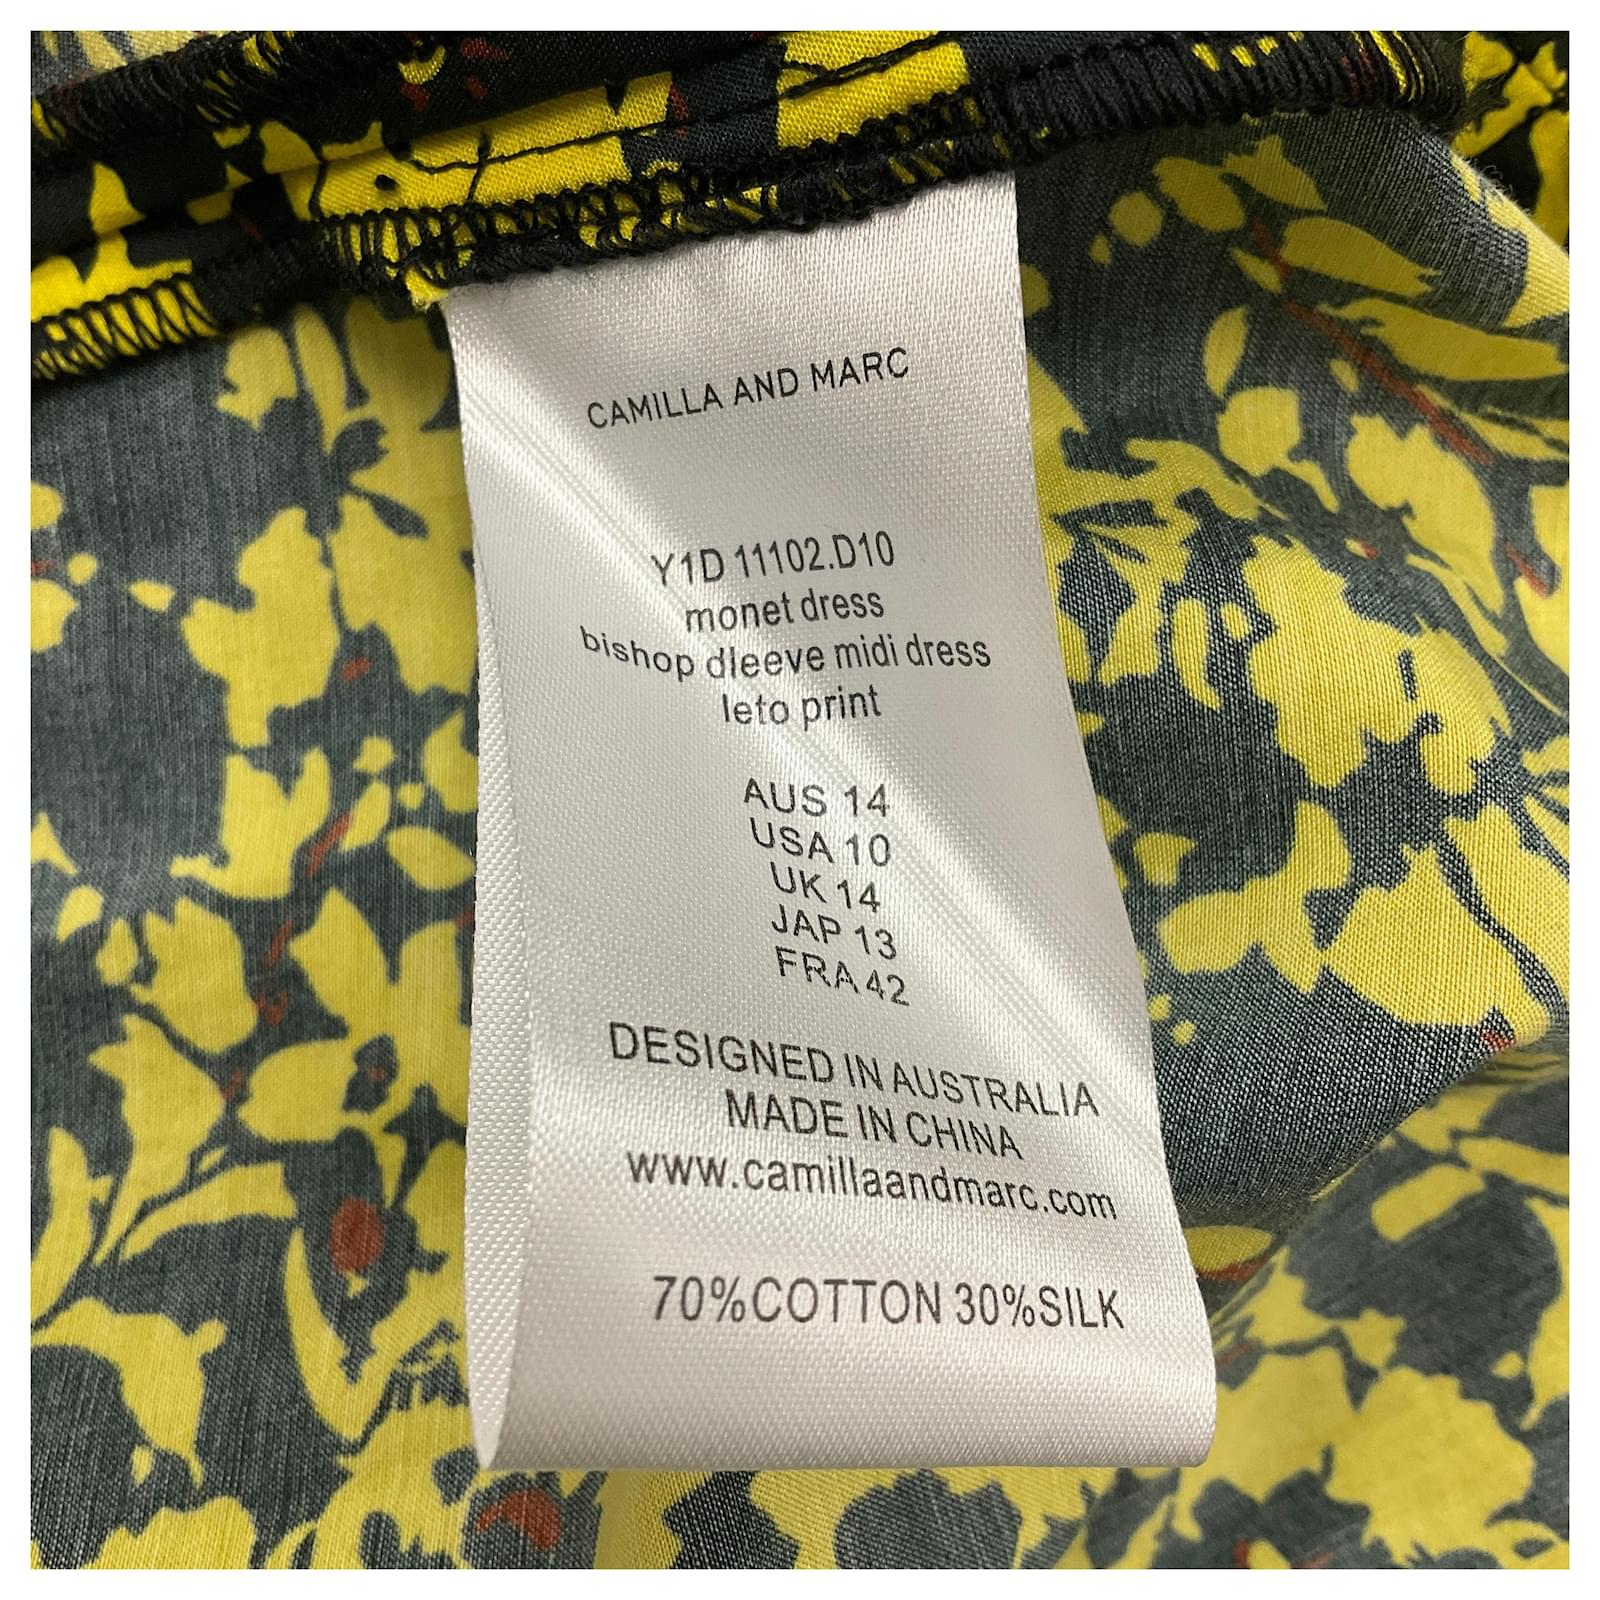 CAMILLA AND MARC
Y1D 11102.D10
monet dress
bishop dleeve midi dress
leto print
AUS 14
USA 10
UK 14
JAP 13
FRA 42
DESIGNED IN AUSTRALIA
MADE IN CHINA
www.camillaandmarc.com
70%COTTON 30%SILK